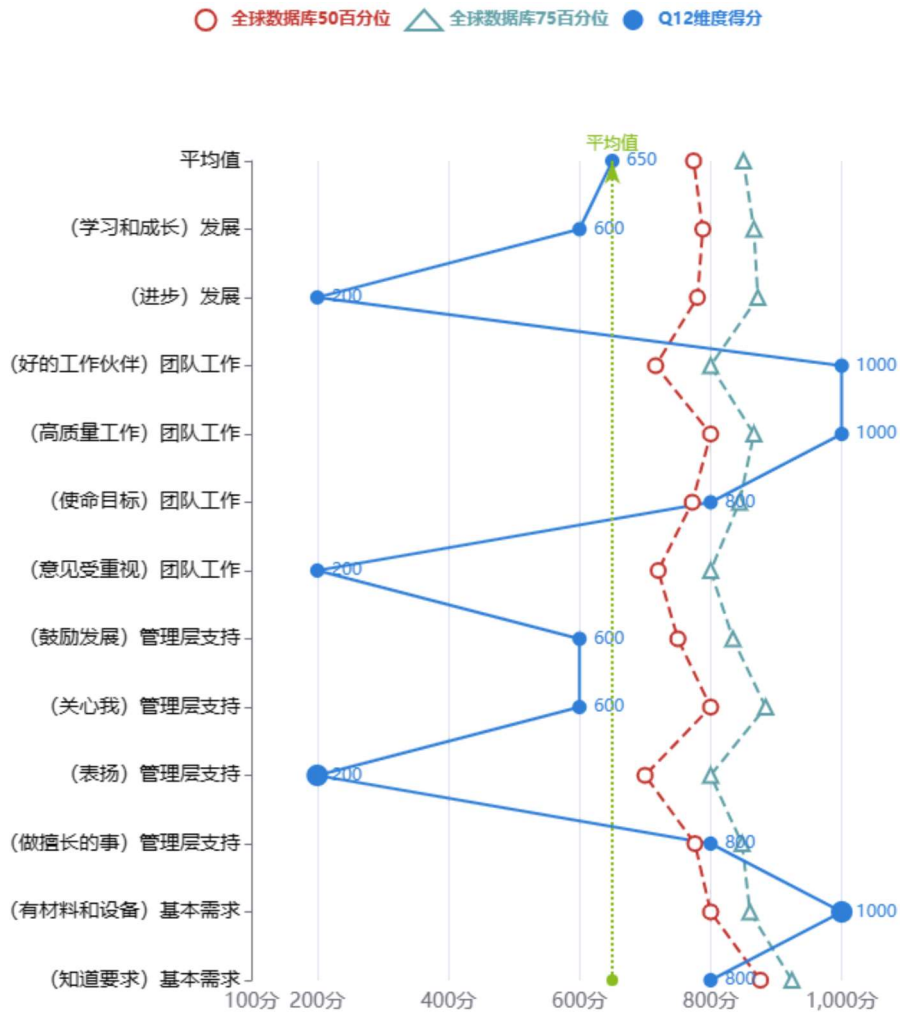 全球数据库50百分位 全球数据库75百分位 Q12维度得分
平均值
平均值 650
（学习和成长）发展 600
（进步）发展 200
（好的工作伙伴）团队工作 1000
（高质量工作）团队工作 1000
（使命目标）团队工作 800
（意见受重视）团队工作 200
（鼓励发展）管理层支持 600
（关心我）管理层支持 600
（表扬）管理层支持 200
（做擅长的事）管理层支持 800
（有材料和设备）基本需求 1000
（知道要求）基本需求 800
100分 200分 400分 600分 800分 1,000分